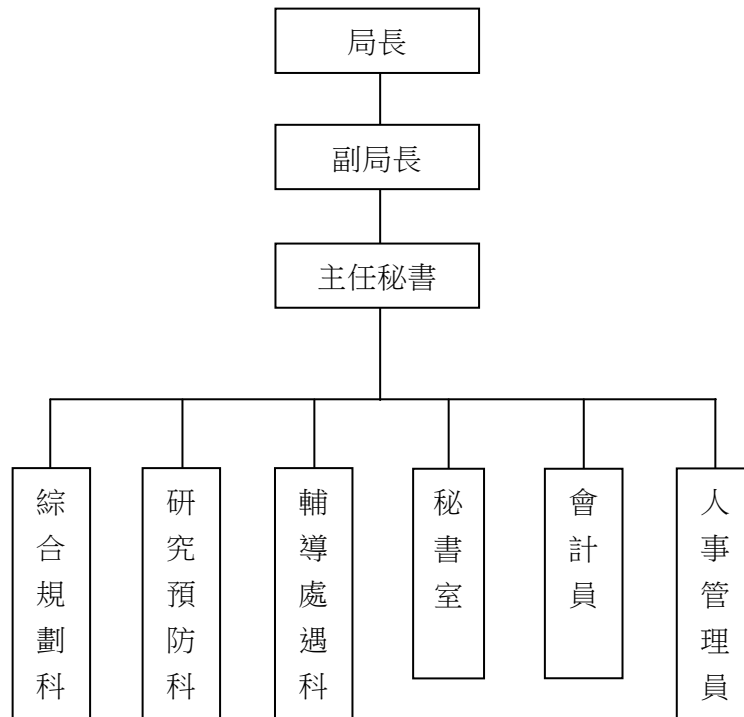 局長
副局長
主任秘書
綜合規劃科
研究預防科
輔導處遇科
秘書室
會計員
人事管理員